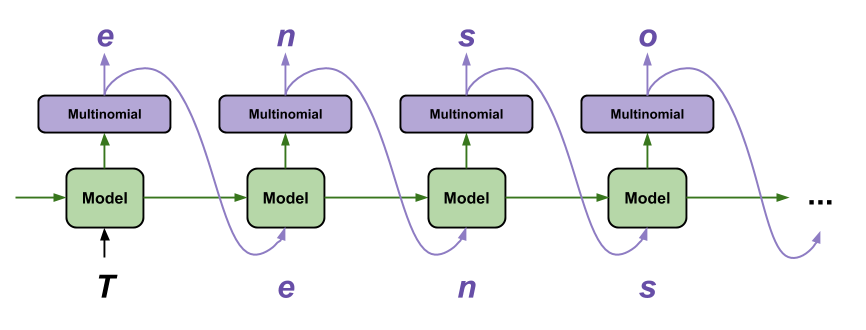 e n s o
Multinomial Multinomial Multinomial Multinomial
Model Model Model Model ...
T e n s